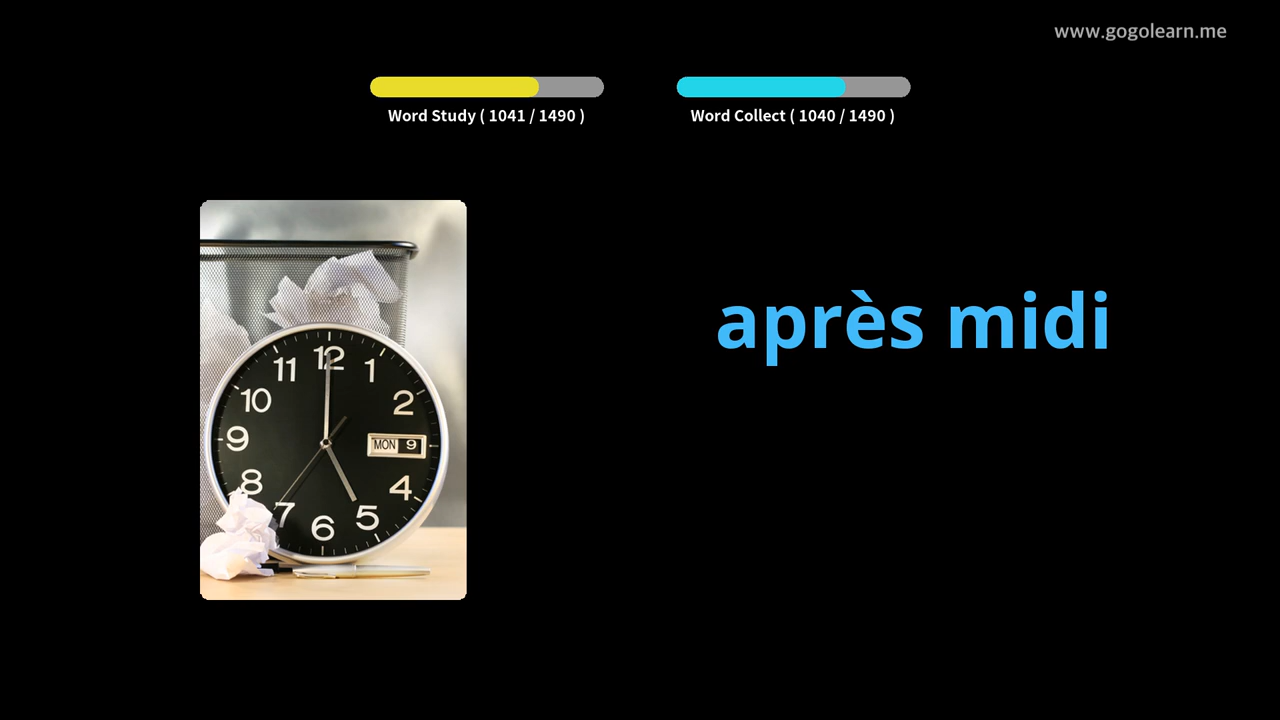 www.gogolearn.me
Word Study ( 1041 / 1490 )
Word Collect ( 1040 / 1490 )
après midi
12
11
1
10
2
9
MON 9
8
4
7
5
6